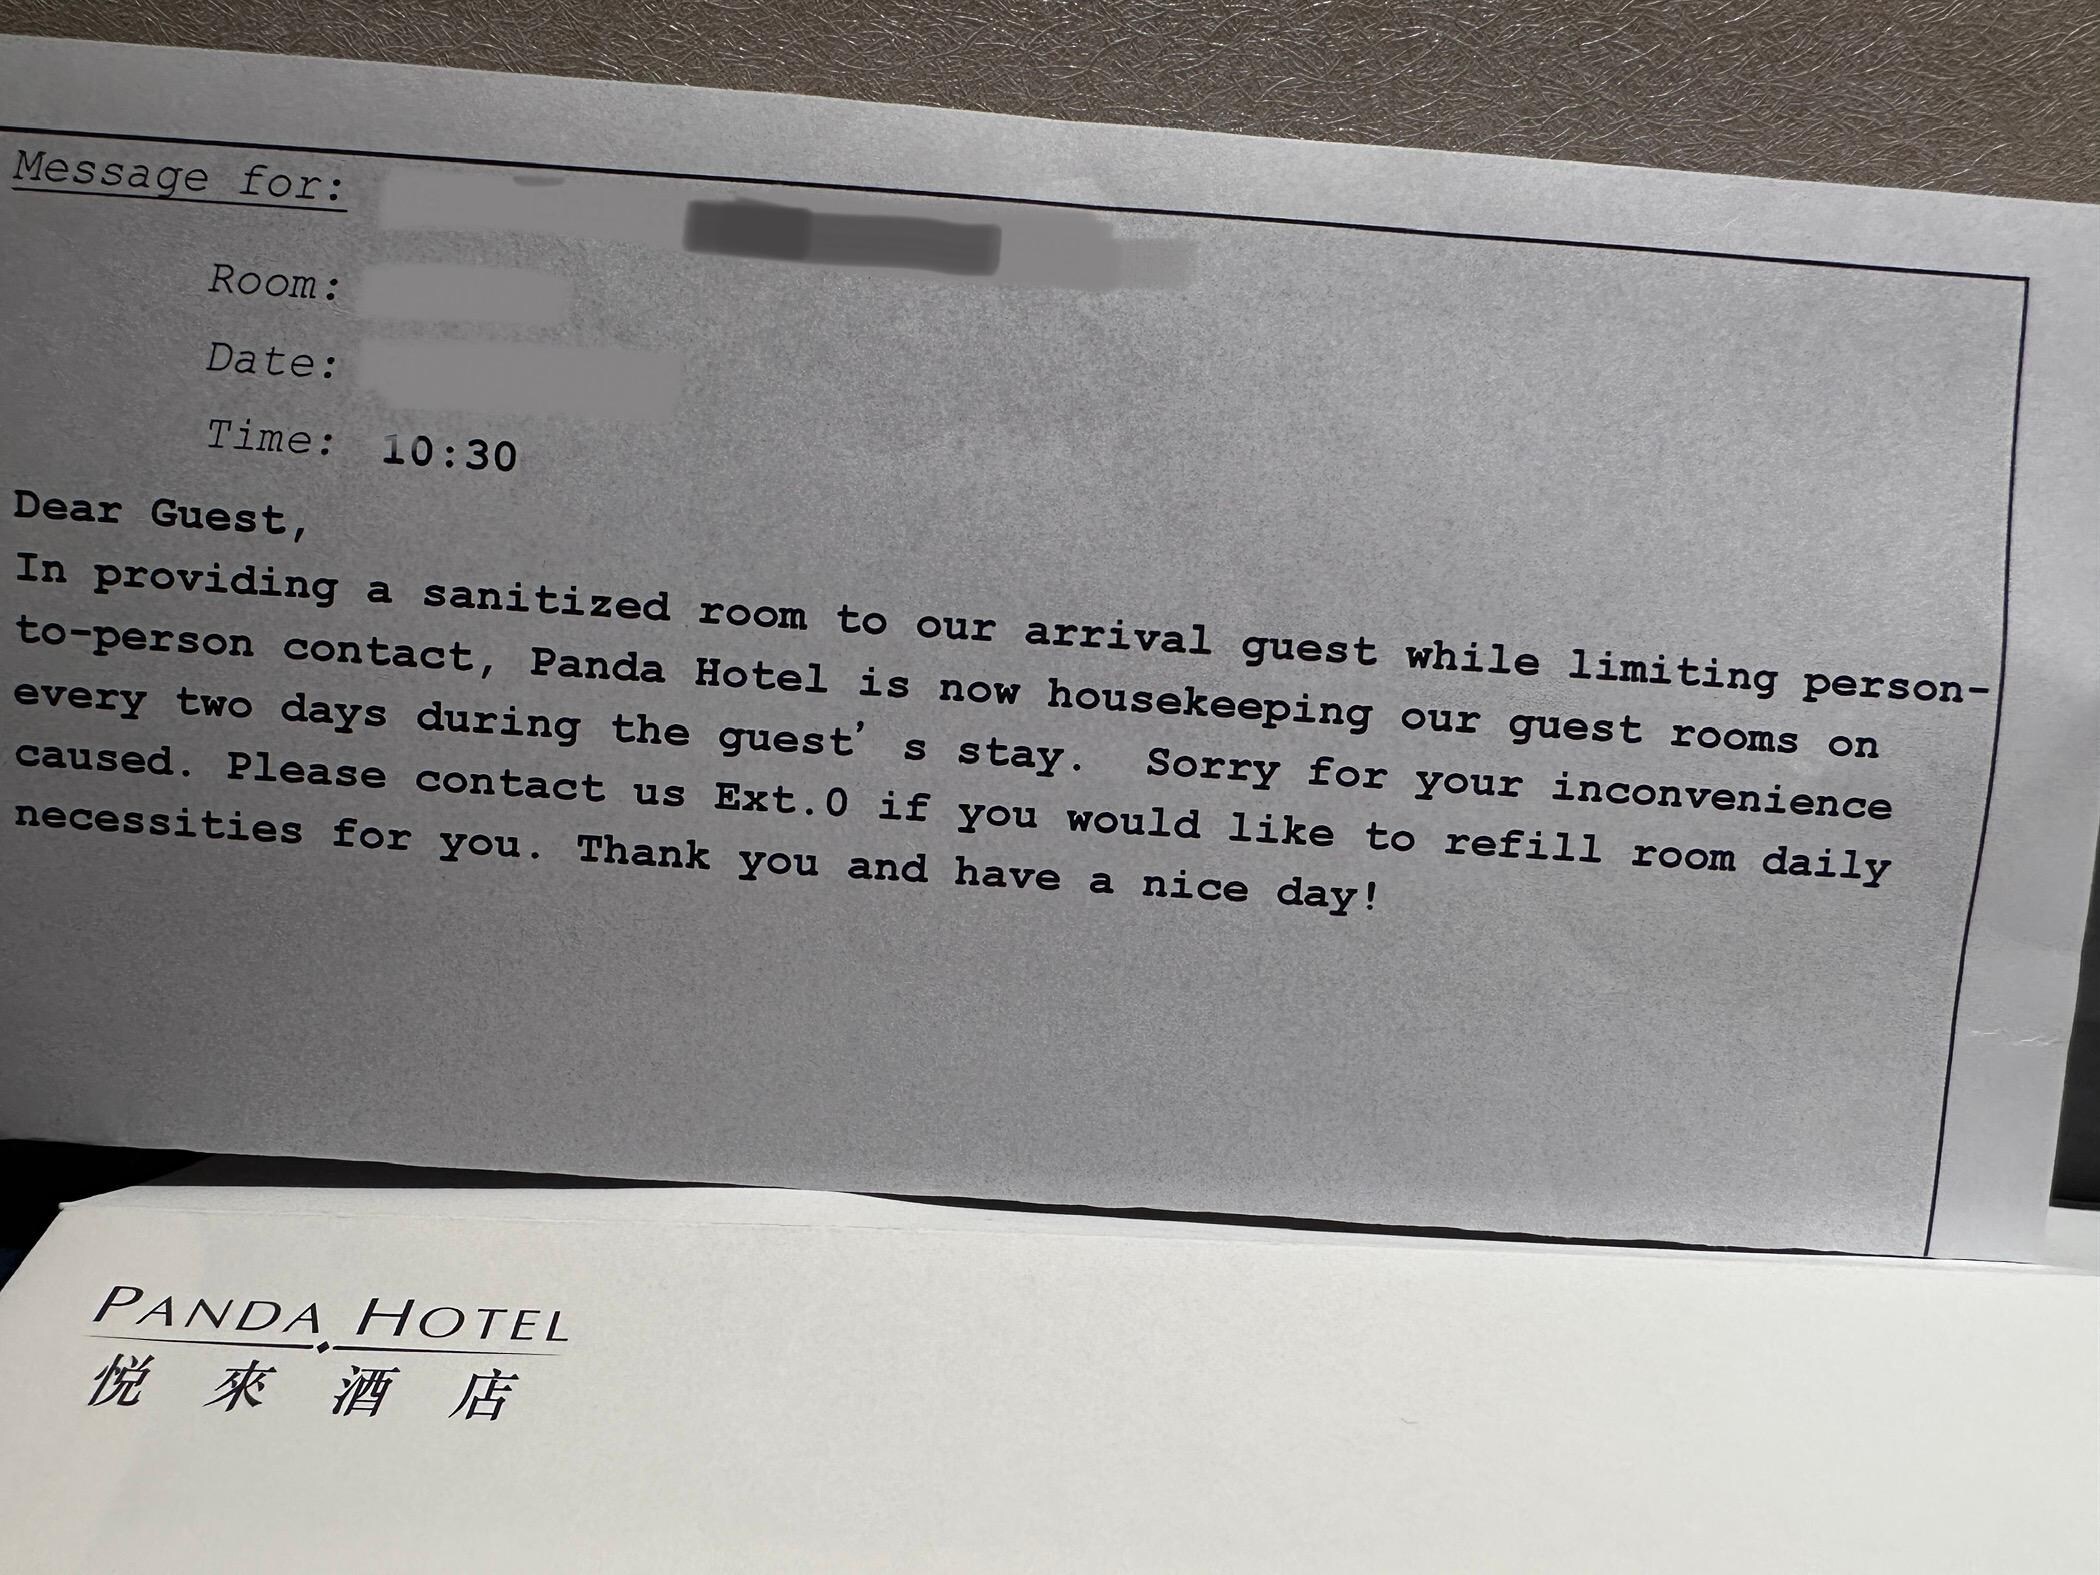 Message for:
Room:
Date:
Time: 10:30
Dear Guest,
In providing a sanitized room to our arrival guest while limiting person-
to-person contact, Panda Hotel is now housekeeping our guest rooms on
every two days during the guest's stay.  Sorry for your inconvenience
caused. Please contact us Ext.0 if you would like to refill room daily
necessities for you. Thank you and have a nice day!
PANDA HOTEL
悦來酒店